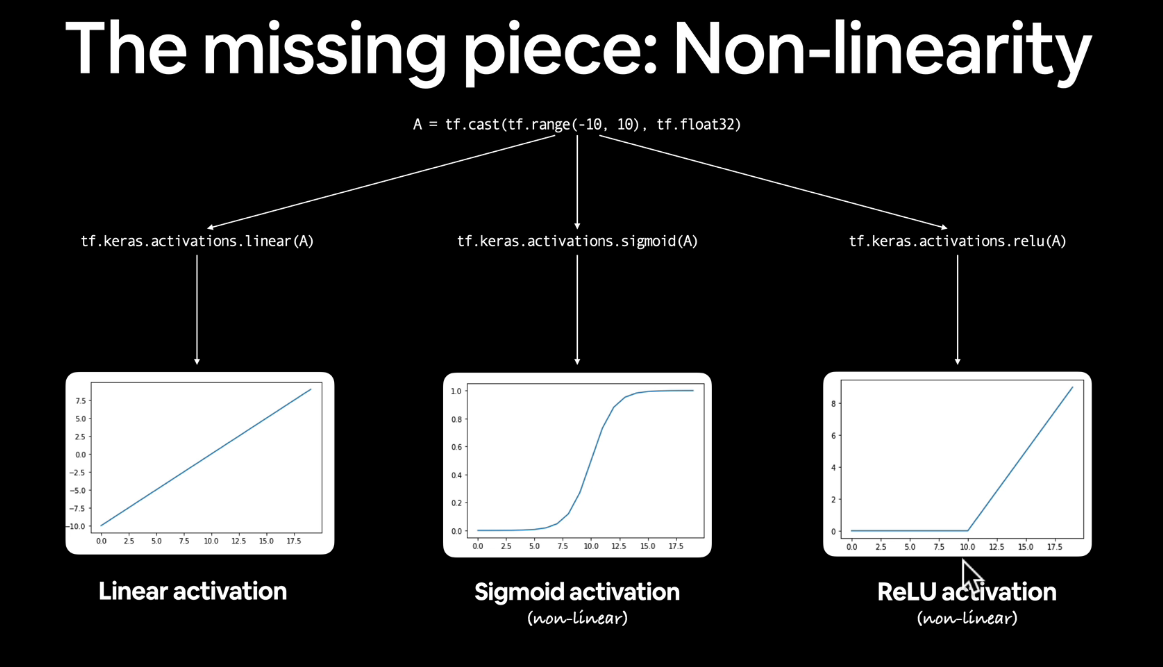 The missing piece: Non-linearity
A = tf.cast(tf.range(-10, 10), tf.float32)
tf.keras.activations.linear(A)
tf.keras.activations.sigmoid(A)
tf.keras.activations.relu(A)
7.5
5.0
2.5
0.0
−2.5
−5.0
−7.5
−10.0
0.0 2.5 5.0 7.5 10.0 12.5 15.0 17.5
1.0
0.8
0.6
0.4
0.2
0.0
0.0 2.5 5.0 7.5 10.0 12.5 15.0 17.5
8
6
4
2
0
0.0 2.5 5.0 7.5 10.0 12.5 15.0 17.5
Linear activation
Sigmoid activation
(non-linear)
ReLU activation
(non-linear)